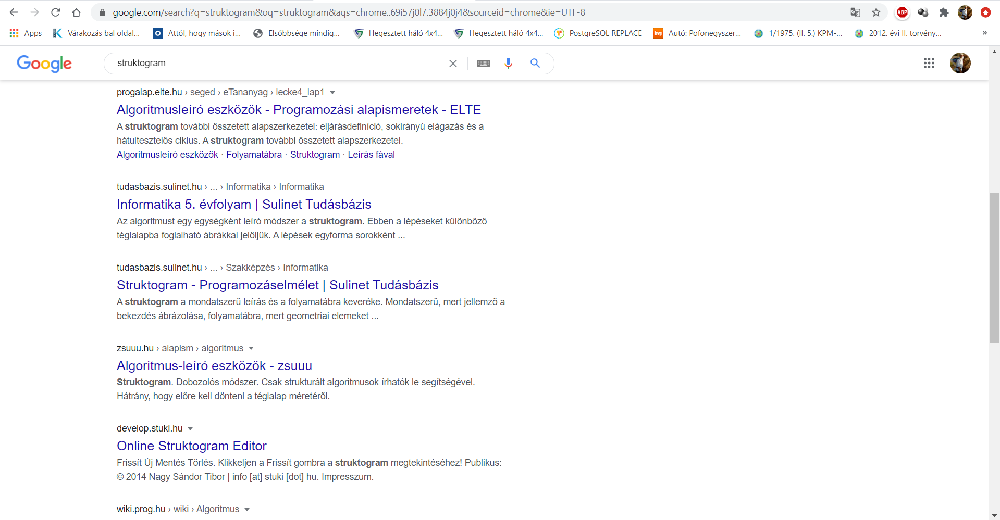 google.com/search?q=struktogram&oq=struktogram&aqs=chrome..69i57j0l7.3884j0j4&sourceid=chrome&ie=UTF-8
ABP
Apps Várakozás bal oldal... Attól, hogy mások i... Elsőbbsége mindig... Hegesztett háló 4x4... Hegesztett háló 4x4... PostgreSQL REPLACE hvg Autó: Pofonegyszer... 1/1975. (II. 5.) KPM-... 2012. évi II. törvény... »
Google struktogram
progalap.elte.hu › seged › eTananyag › lecke4_lap1
Algoritmusleíró eszközök - Programozási alapismeretek - ELTE
A struktogram további összetett alapszerkezetei: eljárásdefiníció, sokirányú elágazás és a
hátultesztelős ciklus. A struktogram további összetett alapszerkezetei.
Algoritmusleíró eszközök · Folyamatábra · Struktogram · Leírás fával
tudasbazis.sulinet.hu › ... › Informatika › Informatika
Informatika 5. évfolyam | Sulinet Tudásbázis
Az algoritmust egy egységként leíró módszer a struktogram. Ebben a lépéseket különböző
téglalapba foglalható ábrákkal jelöljük. A lépések egyforma sorokként ...
tudasbazis.sulinet.hu › ... › Szakképzés › Informatika
Struktogram - Programozáselmélet | Sulinet Tudásbázis
A struktogram a mondatszerű leírás és a folyamatábra keveréke. Mondatszerű, mert jellemző a
bekezdés ábrázolása, folyamatábra, mert geometriai elemeket ...
zsuuu.hu › alapism › algoritmus
Algoritmus-leíró eszközök - zsuuu
Struktogram. Dobozolós módszer. Csak strukturált algoritmusok írhatók le segítségével.
Hátrány, hogy előre kell dönteni a téglalap méretéről.
develop.stuki.hu
Online Struktogram Editor
Frissít Új Mentés Törlés. Klikkeljen a Frissít gombra a struktogram megtekintéséhez! Publikus:
© 2014 Nagy Sándor Tibor | info [at] stuki [dot] hu. Impresszum.
wiki.prog.hu › wiki › Algoritmus